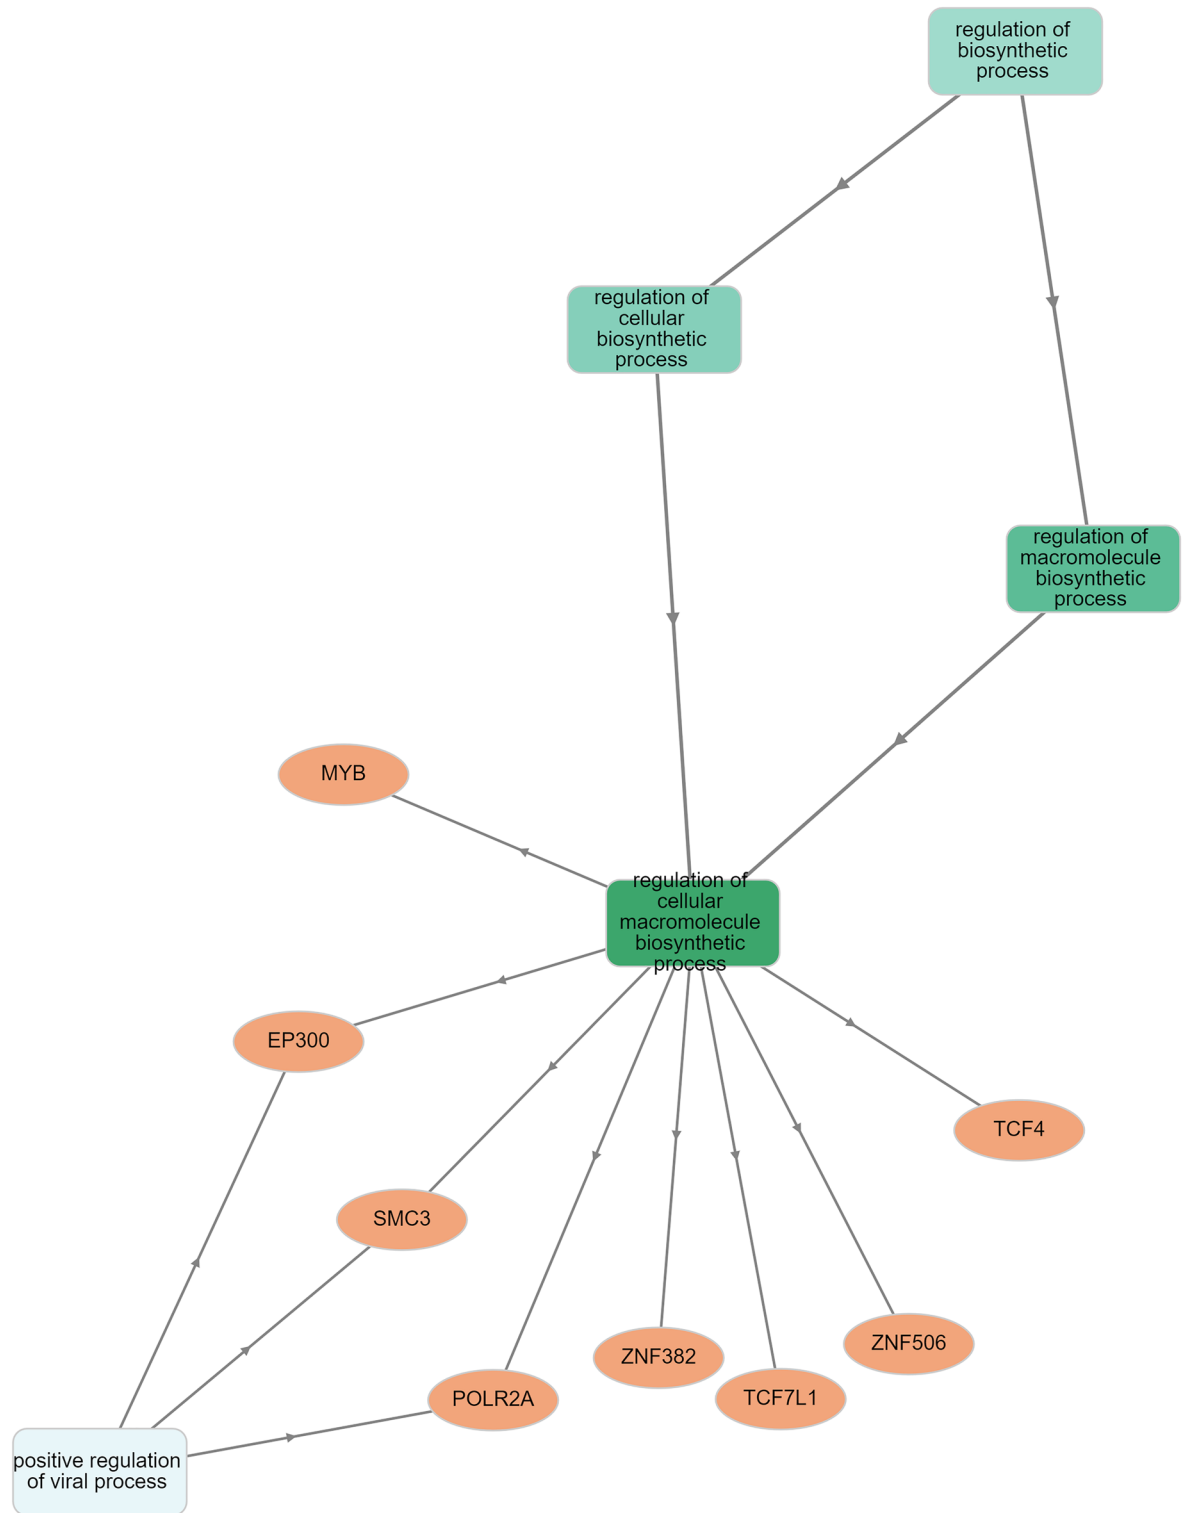 regulation of
biosynthetic
process
regulation of
cellular
biosynthetic
process
regulation of
macromolecule
biosynthetic
process
MYB
regulation of
cellular
macromolecule
biosynthetic
process
EP300
TCF4
SMC3
ZNF506
ZNF382
TCF7L1
POLR2A
positive regulation
of viral process